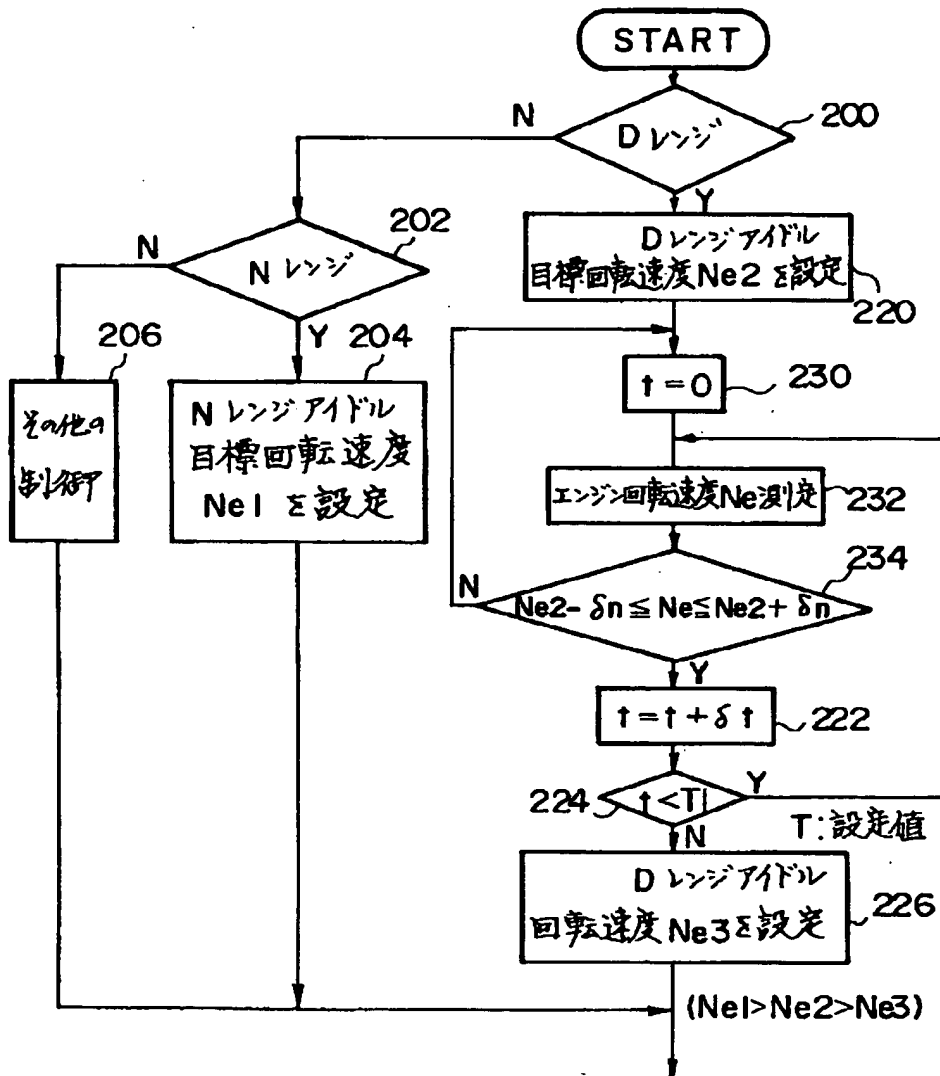 START
N
200
Dレンジ
Y
202
N
Nレンジ
Dレンジアイドル
目標回転速度Ne2を設定
220
206
Y
204
その他の
制御
Nレンジアイドル
目標回転速度
Ne1を設定
t=0
230
エンジン回転速度Ne測定
232
234
N
Ne2-δn≦Ne≦Ne2+δn
Y
t=t+δt
222
224
t<T1
Y
N
T:設定値
Dレンジアイドル
回転速度Ne3を設定
226
(Ne1>Ne2>Ne3)